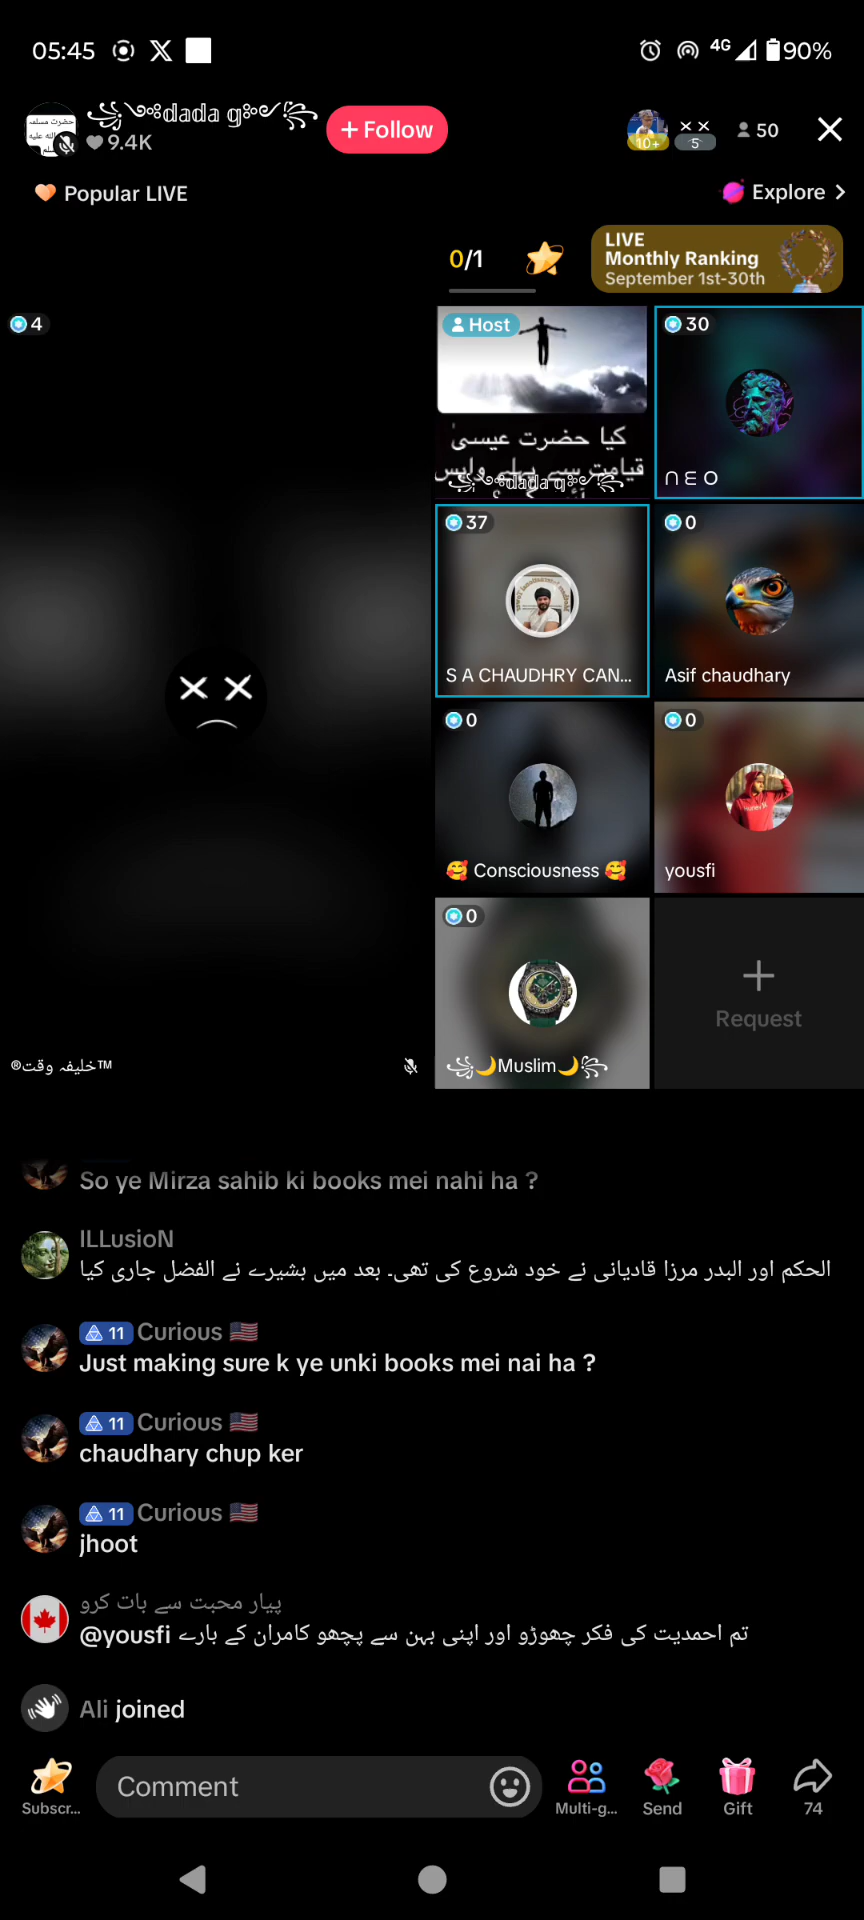 05:45
4G
90%
حضرت مسلمہ
dada g
9.4K
+ Follow
10+
5
50
Popular LIVE
Explore
0/1
LIVE
Monthly Ranking
September 1st-30th
4
Host
30
کیا حضرت عیسیٰ
قیامت سے پہلے واپس
dada g
ΠΞO
37
0
S A CHAUDHRY CAN...
Asif chaudhary
0
0
🥰 Consciousness 🥰
yousfi
0
Request
®خلیفہ وقت™
🌙Muslim🌙
So ye Mirza sahib ki books mei nahi ha ?
ILLusioN
الحکم اور البدر مرزا قادیانی نے خود شروع کی تھی۔ بعد میں بشیرے نے الفضل جاری کیا
11 Curious 🇺🇸
Just making sure k ye unki books mei nai ha ?
11 Curious 🇺🇸
chaudhary chup ker
11 Curious 🇺🇸
jhoot
پیار محبت سے بات کرو
@yousfi تم احمدیت کی فکر چھوڑو اور اپنی بہن سے پچھو کامران کے بارے
Ali joined
Comment
Subscr...
Multi-g...
Send
Gift
74